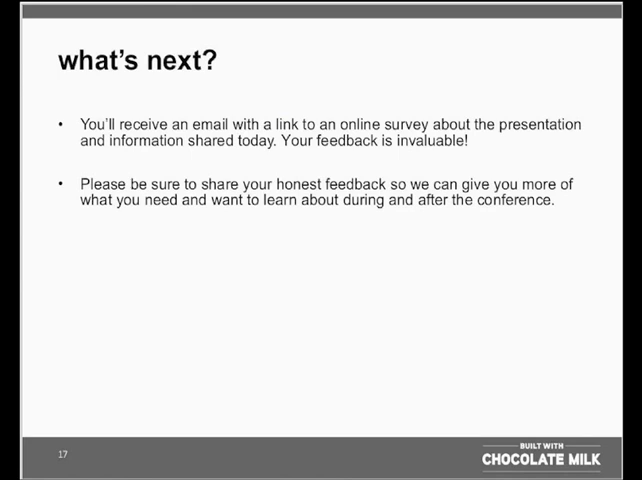 what's next?
• You'll receive an email with a link to an online survey about the presentation
and information shared today. Your feedback is invaluable!
• Please be sure to share your honest feedback so we can give you more of
what you need and want to learn about during and after the conference.
17
BUILT WITH
CHOCOLATE MILK